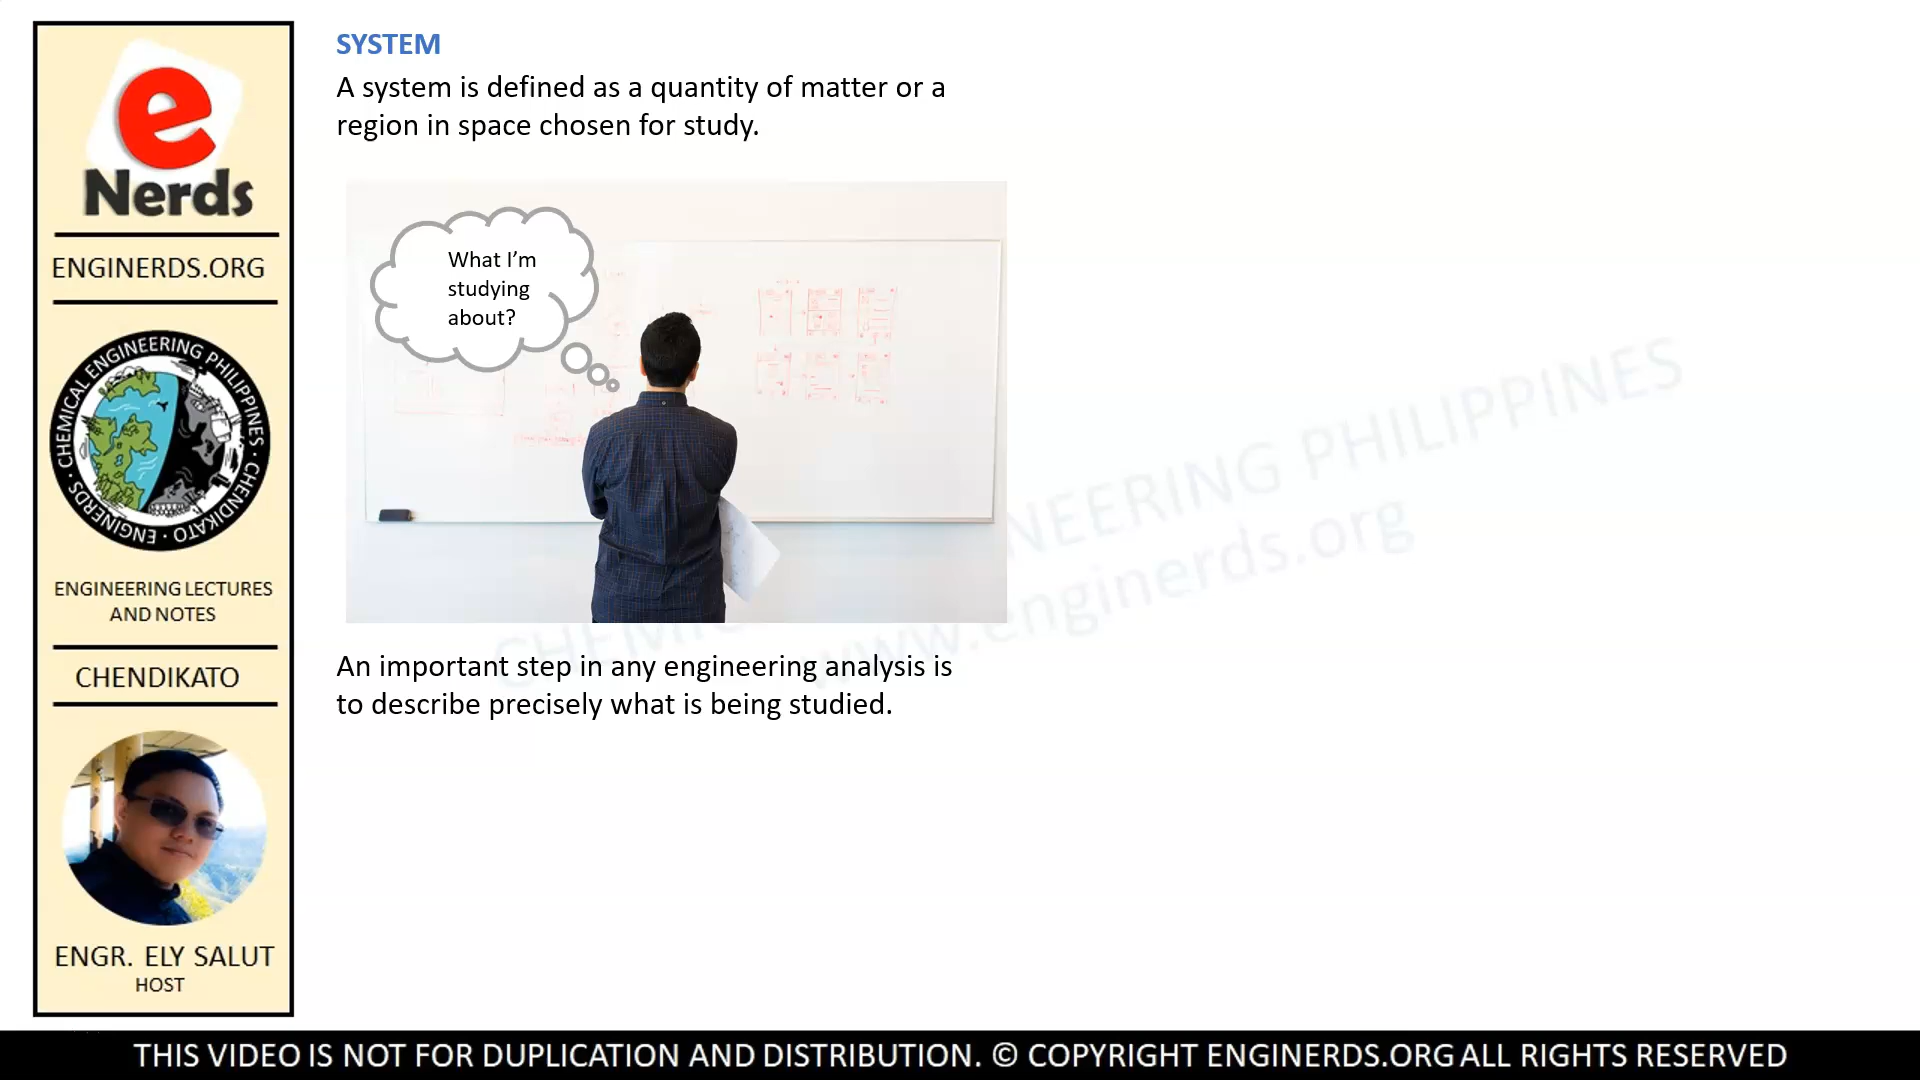 e
Nerds
ENGINERDS.ORG
CHEMICAL ENGINEERING PHILIPPINES · CHENDIKATO · ENGINERDS ·
ENGINEERING LECTURES
AND NOTES
CHENDIKATO
ENGR. ELY SALUT
HOST
SYSTEM
A system is defined as a quantity of matter or a
region in space chosen for study.
What I’m
studying
about?
An important step in any engineering analysis is
to describe precisely what is being studied.
CHEMIC NEERING PHILIPPINES
www.enginerds.org
THIS VIDEO IS NOT FOR DUPLICATION AND DISTRIBUTION. © COPYRIGHT ENGINERDS.ORG ALL RIGHTS RESERVED